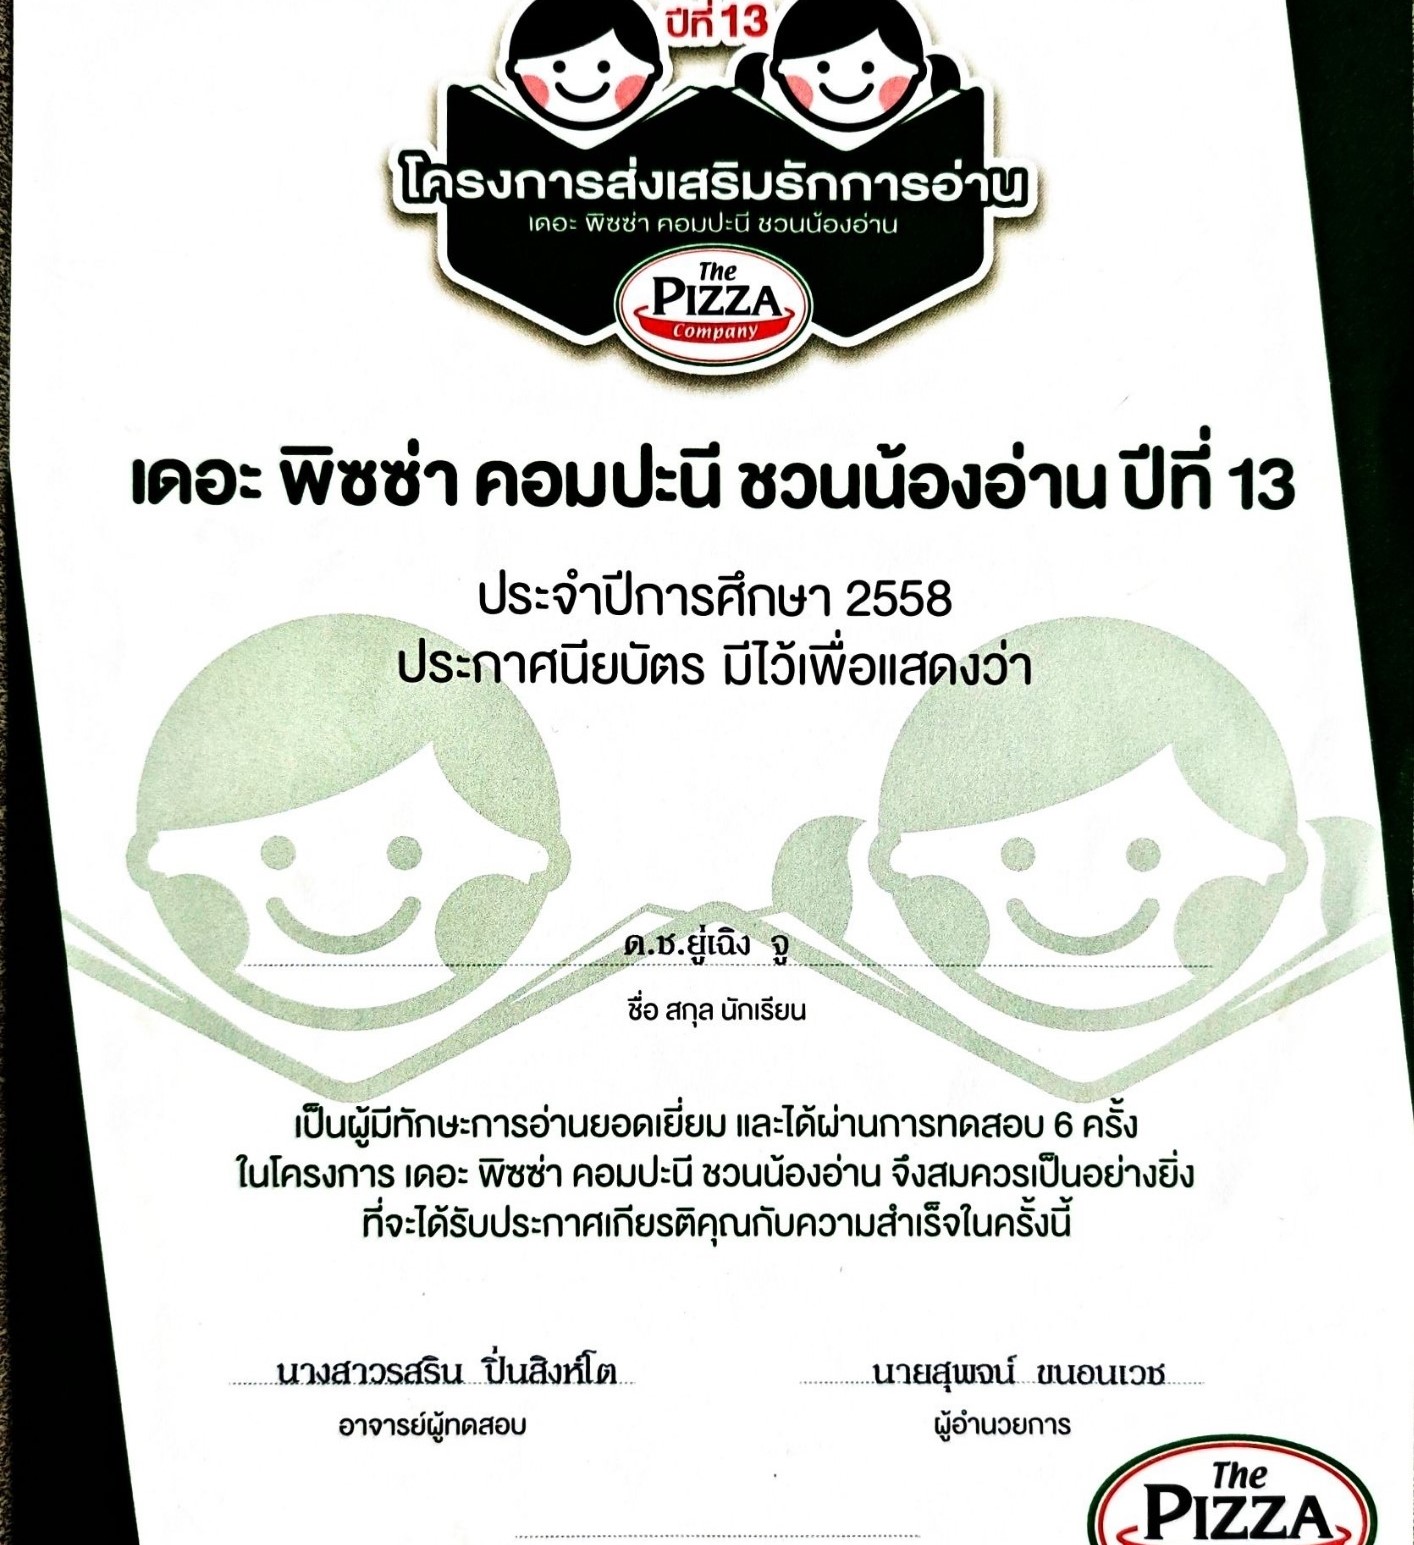 ปีที่ 13
โครงการส่งเสริมรักการอ่าน
เดอะ พิซซ่า คอมปะนี ชวนน้องอ่าน
The
PIZZA
Company
เดอะ พิซซ่า คอมปะนี ชวนน้องอ่าน ปีที่ 13
ประจำปีการศึกษา 2558
ประกาศนียบัตร มีไว้เพื่อแสดงว่า
ด.ช.ยู่เฉิง จู
ชื่อ สกุล นักเรียน
เป็นผู้มีทักษะการอ่านยอดเยี่ยม และได้ผ่านการทดสอบ 6 ครั้ง
ในโครงการ เดอะ พิซซ่า คอมปะนี ชวนน้องอ่าน จึงสมควรเป็นอย่างยิ่ง
ที่จะได้รับประกาศเกียรติคุณกับความสำเร็จในครั้งนี้
นางสาวรสริน ปิ่นสิงห์โต นายสุพจน์ ขนอนเวช
อาจารย์ผู้ทดสอบ ผู้อำนวยการ
The
PIZZA